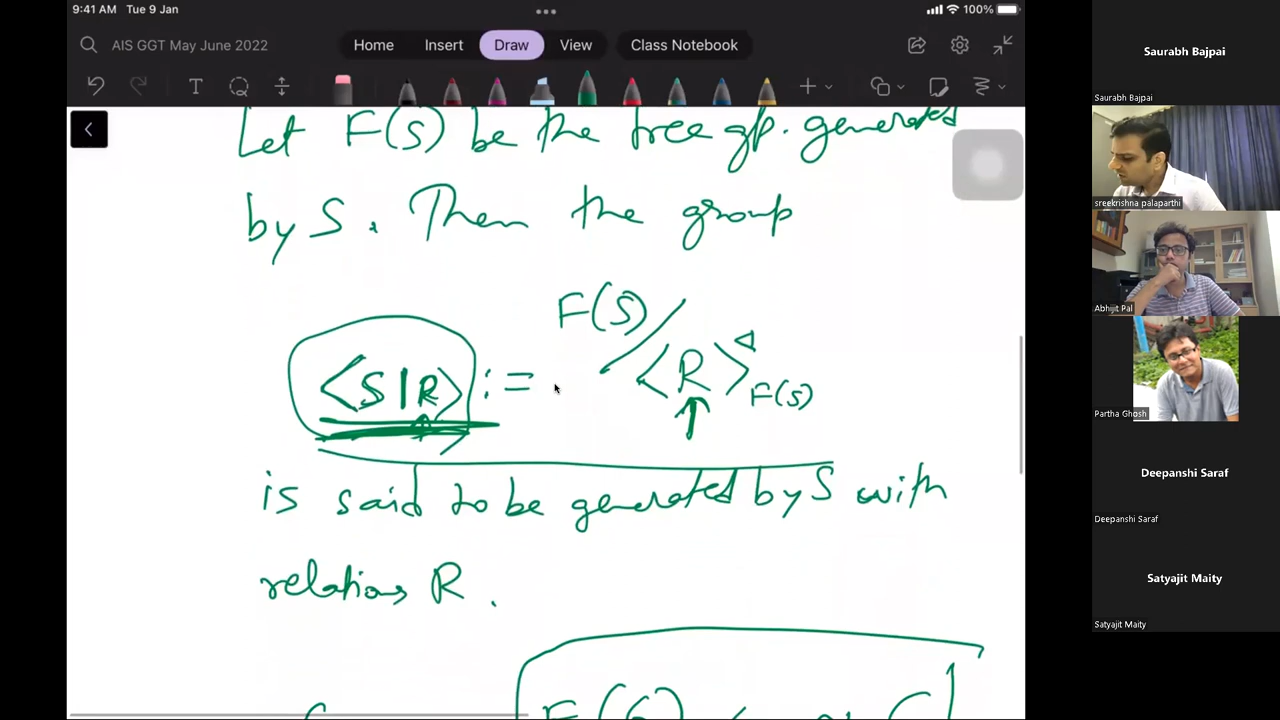 9:41 AM Tue 9 Jan
100%
AIS GGT May June 2022
Home Insert Draw View Class Notebook
Let F(S) be the free gp. generated
by S. Then the group
⟨S|R⟩ := F(S)/⟨R⟩^◁_F(S)
is said to be generated by S with
relations R.
Saurabh Bajpai
Saurabh Bajpai
sreekrishna palaparthi
Abhijit Pal
Partha Ghosh
Deepanshi Saraf
Deepanshi Saraf
Satyajit Maity
Satyajit Maity